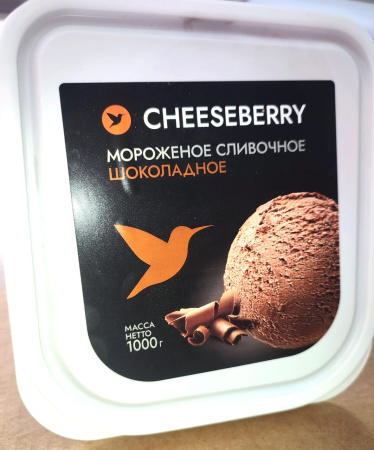 CHEESEBERRY
МОРОЖЕНОЕ СЛИВОЧНОЕ
ШОКОЛАДНОЕ
МАССА
НЕТТО
1000 г